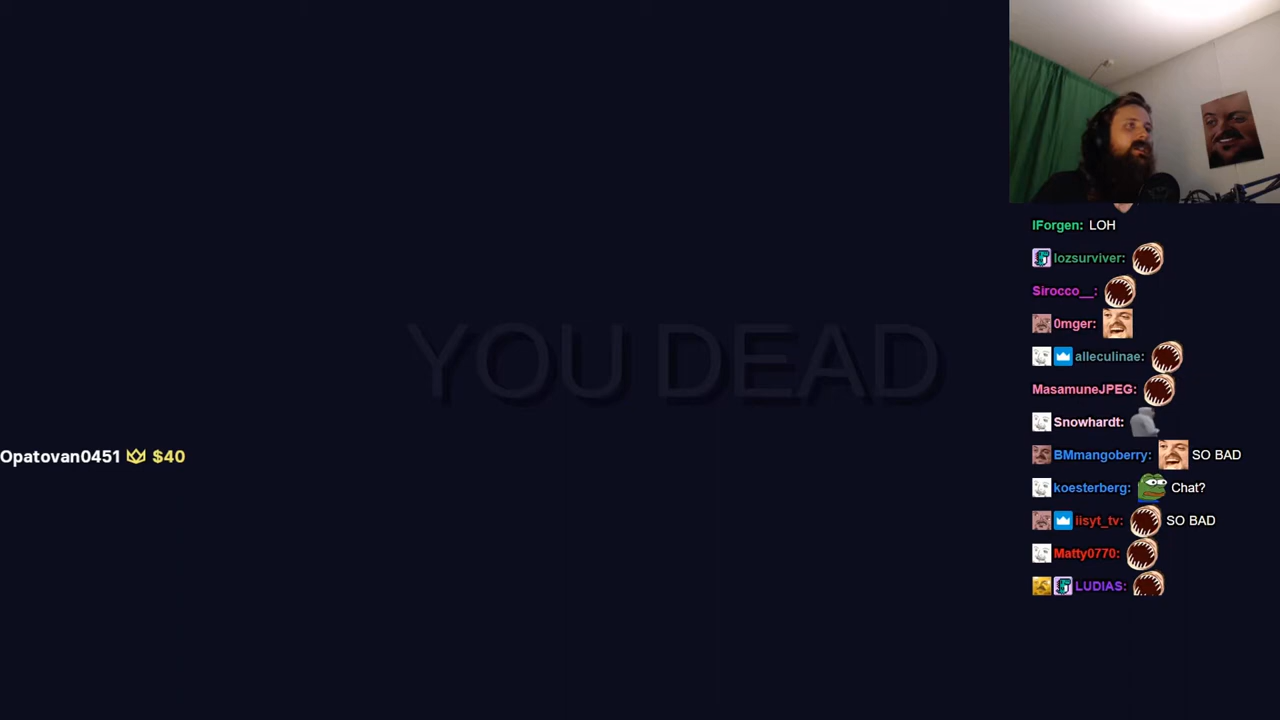 YOU DEAD
Opatovan0451 $40
IForgen: LOH
lozsurviver:
Sirocco__:
0mger:
alleculinae:
MasamuneJPEG:
Snowhardt:
BMmangoberry: SO BAD
koesterberg: Chat?
iisyt_tv: SO BAD
Matty0770:
LUDIAS: